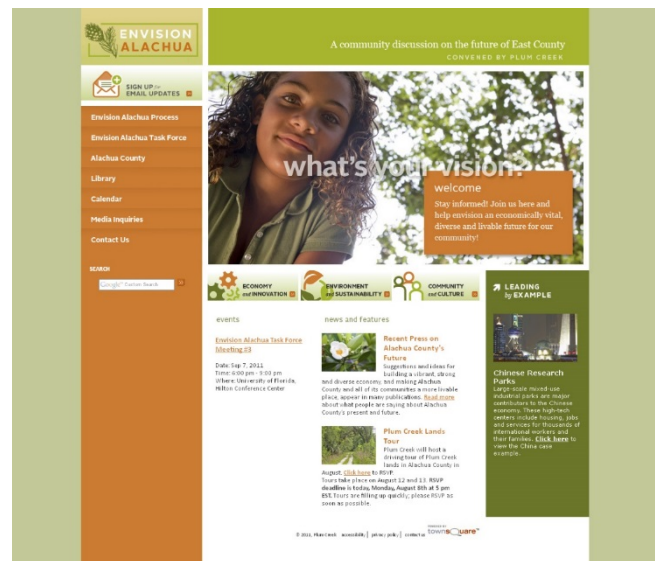 ENVISION
ALACHUA
A community discussion on the future of East County
CONVENED BY PLUM CREEK
SIGN UP for
EMAIL UPDATES
Envision Alachua Process
Envision Alachua Task Force
Alachua County
Library
Calendar
Media Inquiries
Contact Us
SEARCH
Google™ Custom Search
what's your vision?
welcome
Stay informed! Join us here and
help envision an economically vital,
diverse and livable future for our
community!
ECONOMY
and INNOVATION
ENVIRONMENT
and SUSTAINABILITY
COMMUNITY
and CULTURE
LEADING
by EXAMPLE
events
Envision Alachua Task Force
Meeting #3
Date: Sep 7, 2011
Time: 6:00 pm - 9:00 pm
Where: University of Florida,
Hilton Conference Center
news and features
Recent Press on
Alachua County's
Future
Suggestions and ideas for
building a vibrant, strong
and diverse economy, and making Alachua
County and all of its communities a more livable
place, appear in many publications. Read more
about what people are saying about Alachua
County's present and future.
Plum Creek Lands
Tour
Plum Creek will host a
driving tour of Plum Creek
lands in Alachua County in
August. Click here to RSVP.
Tours take place on August 12 and 13. RSVP
deadline is today, Monday, August 8th at 5 pm
EST. Tours are filling up quickly, please RSVP as
soon as possible.
Chinese Research
Parks
Large-scale mixed-use
industrial parks are major
contributors to the Chinese
economy. These high-tech
centers include housing, jobs
and services for thousands of
international workers and
their families. Click here to
view the China case
example.
© 2011, Plum Creek accessibility | privacy policy | contact us
POWERED BY
townsquare™